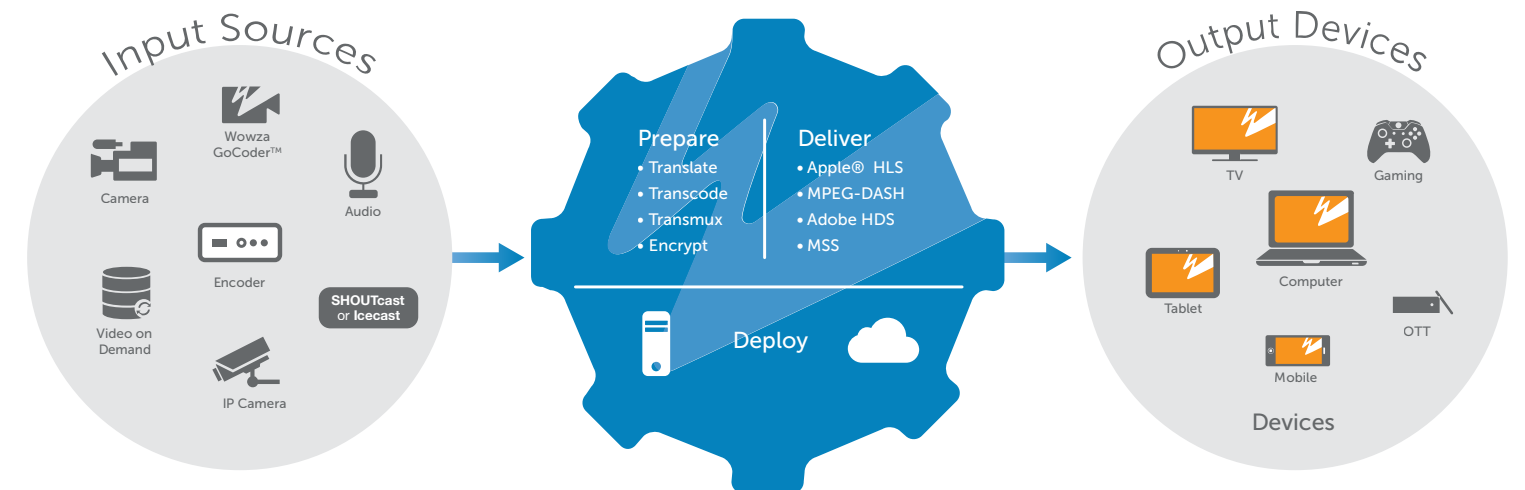 Input Sources
Wowza
GoCoder™
Camera
Audio
Encoder
SHOUTcast
or Icecast
Video on
Demand
IP Camera
Prepare
• Translate
• Transcode
• Transmux
• Encrypt
Deliver
• Apple® HLS
• MPEG-DASH
• Adobe HDS
• MSS
Deploy
Output Devices
TV
Gaming
Computer
Tablet
OTT
Mobile
Devices